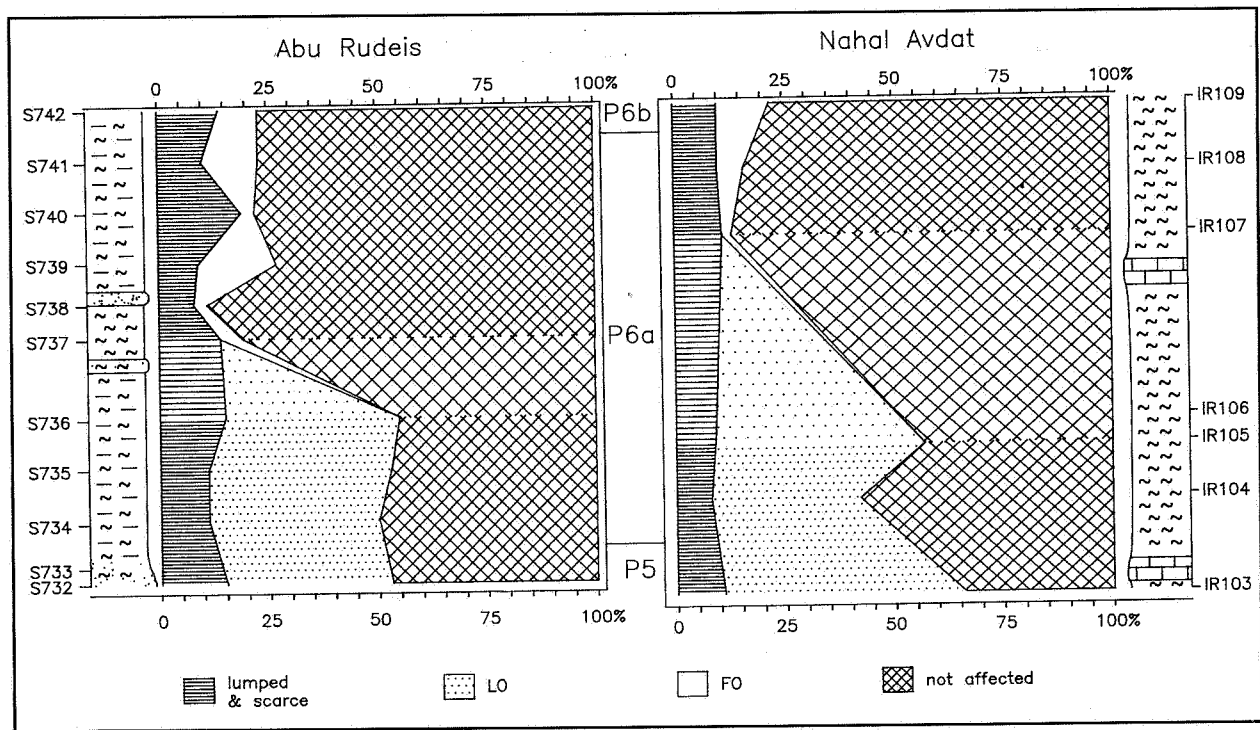 Abu Rudeis
Nahal Avdat
0 25 50 75 100%
0 25 50 75 100%
S742
S741
S740
S739
S738
S737
S736
S735
S734
S733
S732
P6b
P6a
P5
IR109
IR108
IR107
IR106
IR105
IR104
IR103
0 25 50 75 100%
0 25 50 75 100%
lumped
& scarce
LO
FO
not affected